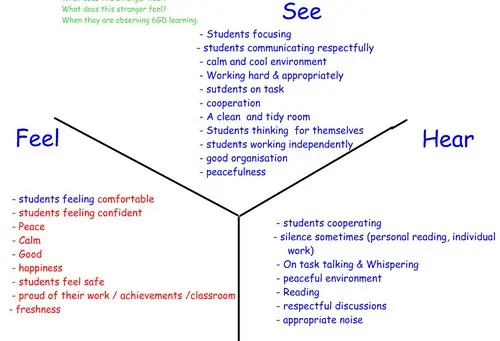 What does this stranger feel?
When they are observing 6GD learning.
See
- Students focusing
- students communicating respectfully
- calm and cool environment
- Working hard & appropriately
- sutdents on task
- cooperation
- A clean and tidy room
- Students thinking for themselves
- students working independently
- good organisation
- peacefulness
Feel
- students feeling comfortable
- students feeling confident
- Peace
- Calm
- Good
- happiness
- students feel safe
- proud of their work / achievements /classroom
- freshness
Hear
- students cooperating
- silence sometimes (personal reading, individual
work)
- On task talking & Whispering
- peaceful environment
- Reading
- respectful discussions
- appropriate noise